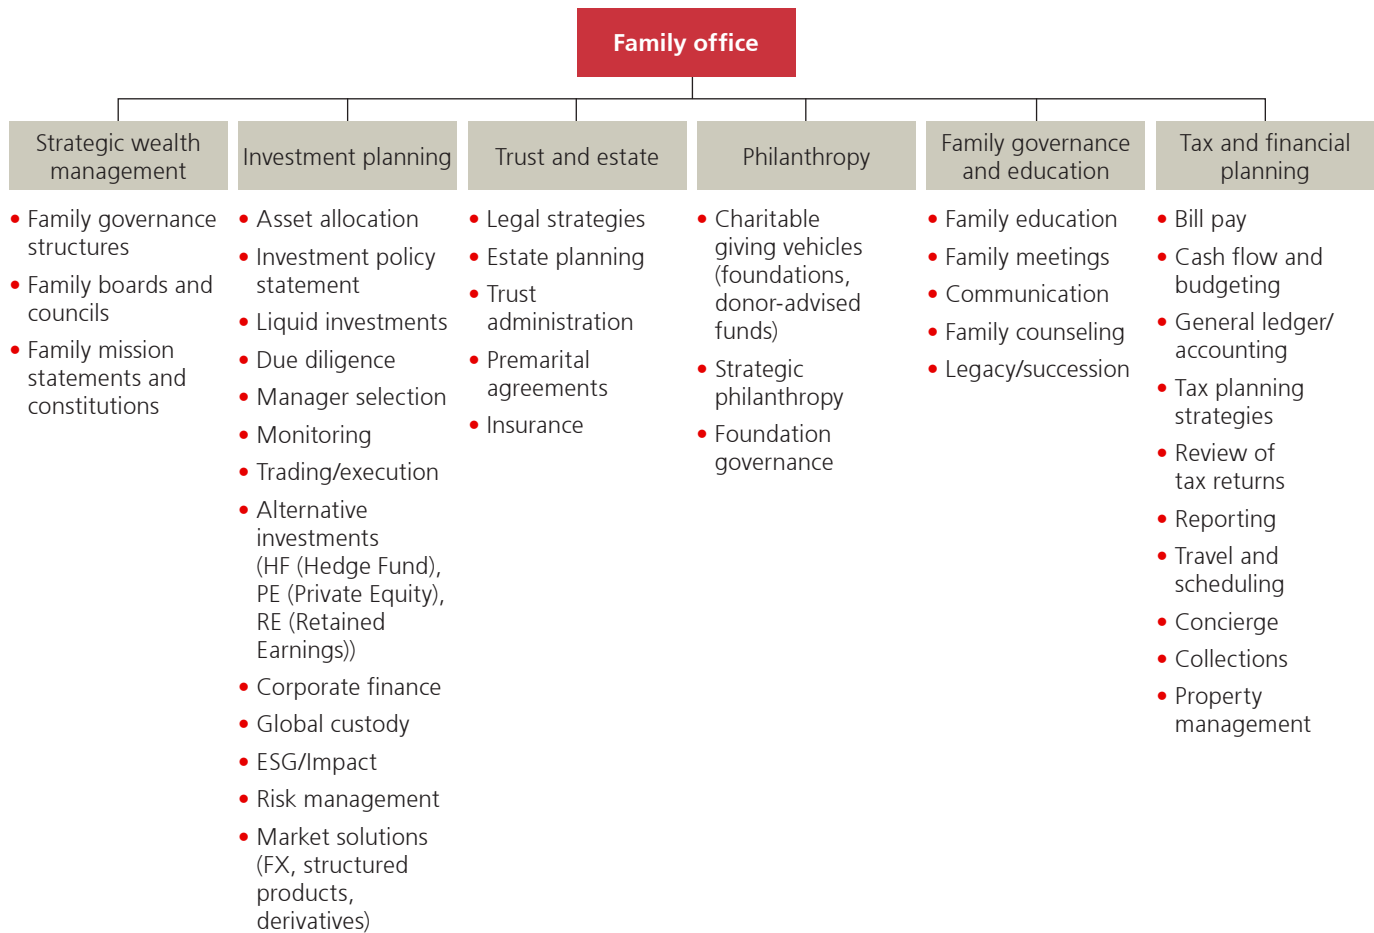 Family office
Strategic wealth
management
• Family governance
structures
• Family boards and
councils
• Family mission
statements and
constitutions
Investment planning
• Asset allocation
• Investment policy
statement
• Liquid investments
• Due diligence
• Manager selection
• Monitoring
• Trading/execution
• Alternative
investments
(HF (Hedge Fund),
PE (Private Equity),
RE (Retained
Earnings))
• Corporate finance
• Global custody
• ESG/Impact
• Risk management
• Market solutions
(FX, structured
products,
derivatives)
Trust and estate
• Legal strategies
• Estate planning
• Trust
administration
• Premarital
agreements
• Insurance
Philanthropy
• Charitable
giving vehicles
(foundations,
donor-advised
funds)
• Strategic
philanthropy
• Foundation
governance
Family governance
and education
• Family education
• Family meetings
• Communication
• Family counseling
• Legacy/succession
Tax and financial
planning
• Bill pay
• Cash flow and
budgeting
• General ledger/
accounting
• Tax planning
strategies
• Review of
tax returns
• Reporting
• Travel and
scheduling
• Concierge
• Collections
• Property
management